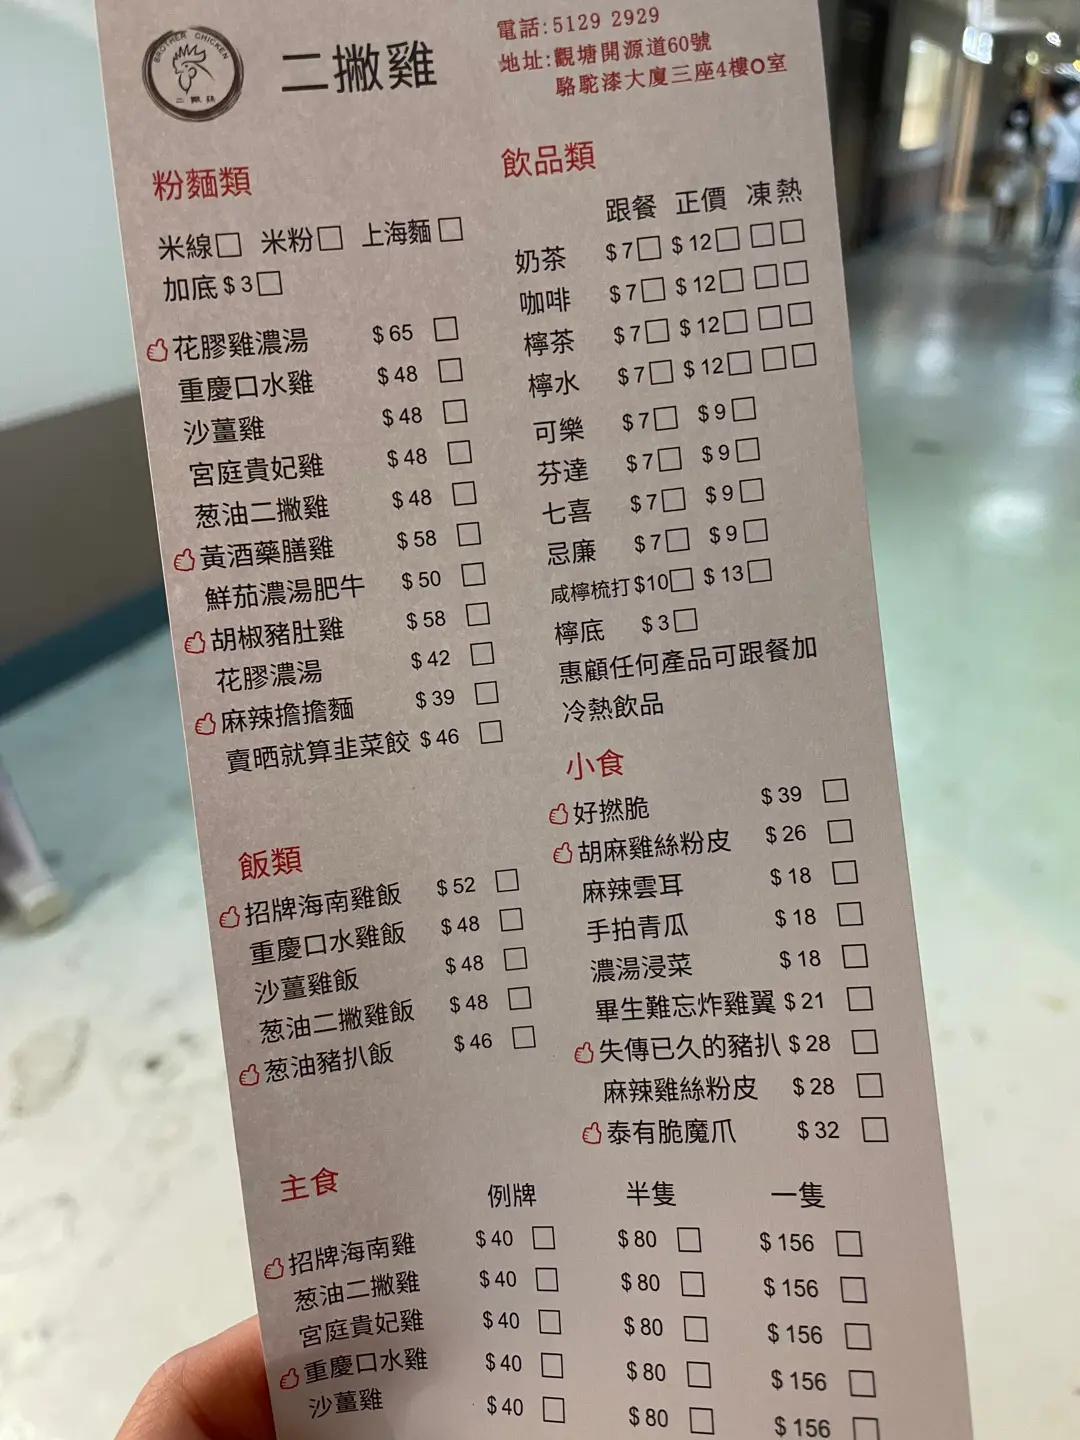 BROTHER CHICKEN
二撇雞
二撇雞
電話:5129 2929
地址:觀塘開源道60號
駱駝漆大廈三座4樓O室
粉麵類
米線□ 米粉□ 上海麵□
加底 $3□
花膠雞濃湯 $65 □
重慶口水雞 $48 □
沙薑雞 $48 □
宮庭貴妃雞 $48 □
葱油二撇雞 $48 □
黃酒藥膳雞 $58 □
鮮茄濃湯肥牛 $50 □
胡椒豬肚雞 $58 □
花膠濃湯 $42 □
麻辣擔擔麵 $39 □
賣晒就算韭菜餃 $46 □
飯類
招牌海南雞飯 $52 □
重慶口水雞飯 $48 □
沙薑雞飯 $48 □
葱油二撇雞飯 $48 □
葱油豬扒飯 $46 □
飲品類
跟餐 正價 凍 熱
奶茶 $7□ $12□ □□
咖啡 $7□ $12□ □□
檸茶 $7□ $12□ □□
檸水 $7□ $12□ □□
可樂 $7□ $9□
芬達 $7□ $9□
七喜 $7□ $9□
忌廉 $7□ $9□
咸檸梳打 $10□ $13□
檸底 $3□
惠顧任何產品可跟餐加
冷熱飲品
小食
好撚脆 $39 □
胡麻雞絲粉皮 $26 □
麻辣雲耳 $18 □
手拍青瓜 $18 □
濃湯浸菜 $18 □
畢生難忘炸雞翼 $21 □
失傳已久的豬扒 $28 □
麻辣雞絲粉皮 $28 □
泰有脆魔爪 $32 □
主食 例牌 半隻 一隻
招牌海南雞 $40 □ $80 □ $156 □
葱油二撇雞 $40 □ $80 □ $156 □
宮庭貴妃雞 $40 □ $80 □ $156 □
重慶口水雞 $40 □ $80 □ $156 □
沙薑雞 $40 □ $80 □ $156 □